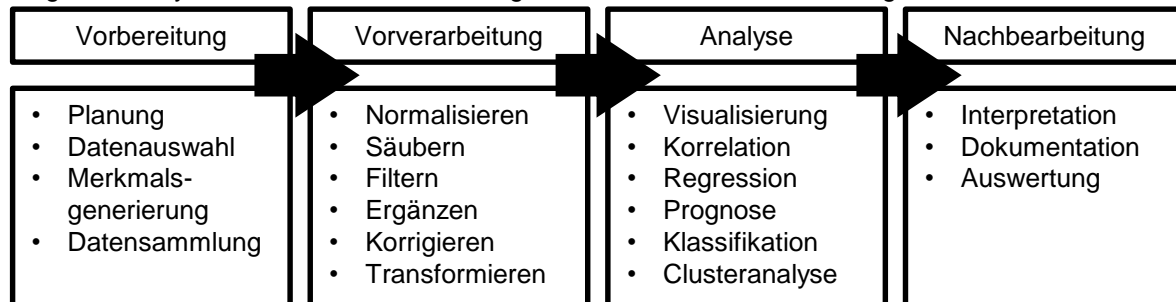 Vorbereitung
Vorverarbeitung
Analyse
Nachbearbeitung
• Planung
• Datenauswahl
• Merkmals-
generierung
• Datensammlung
• Normalisieren
• Säubern
• Filtern
• Ergänzen
• Korrigieren
• Transformieren
• Visualisierung
• Korrelation
• Regression
• Prognose
• Klassifikation
• Clusteranalyse
• Interpretation
• Dokumentation
• Auswertung